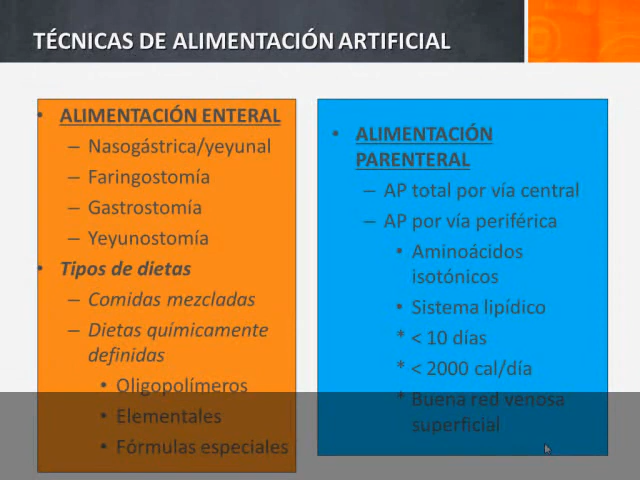 TÉCNICAS DE ALIMENTACIÓN ARTIFICIAL
• ALIMENTACIÓN ENTERAL
– Nasogástrica/yeyunal
– Faringostomía
– Gastrostomía
– Yeyunostomía
• Tipos de dietas
– Comidas mezcladas
– Dietas químicamente
definidas
• Oligopolímeros
• Elementales
• Fórmulas especiales
• ALIMENTACIÓN
PARENTERAL
– AP total por vía central
– AP por vía periférica
• Aminoácidos
isotónicos
• Sistema lipídico
* < 10 días
* < 2000 cal/día
* Buena red venosa
superficial